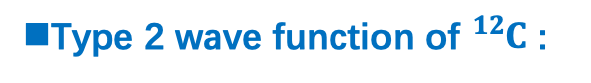 ■Type 2 wave function of ¹²C :